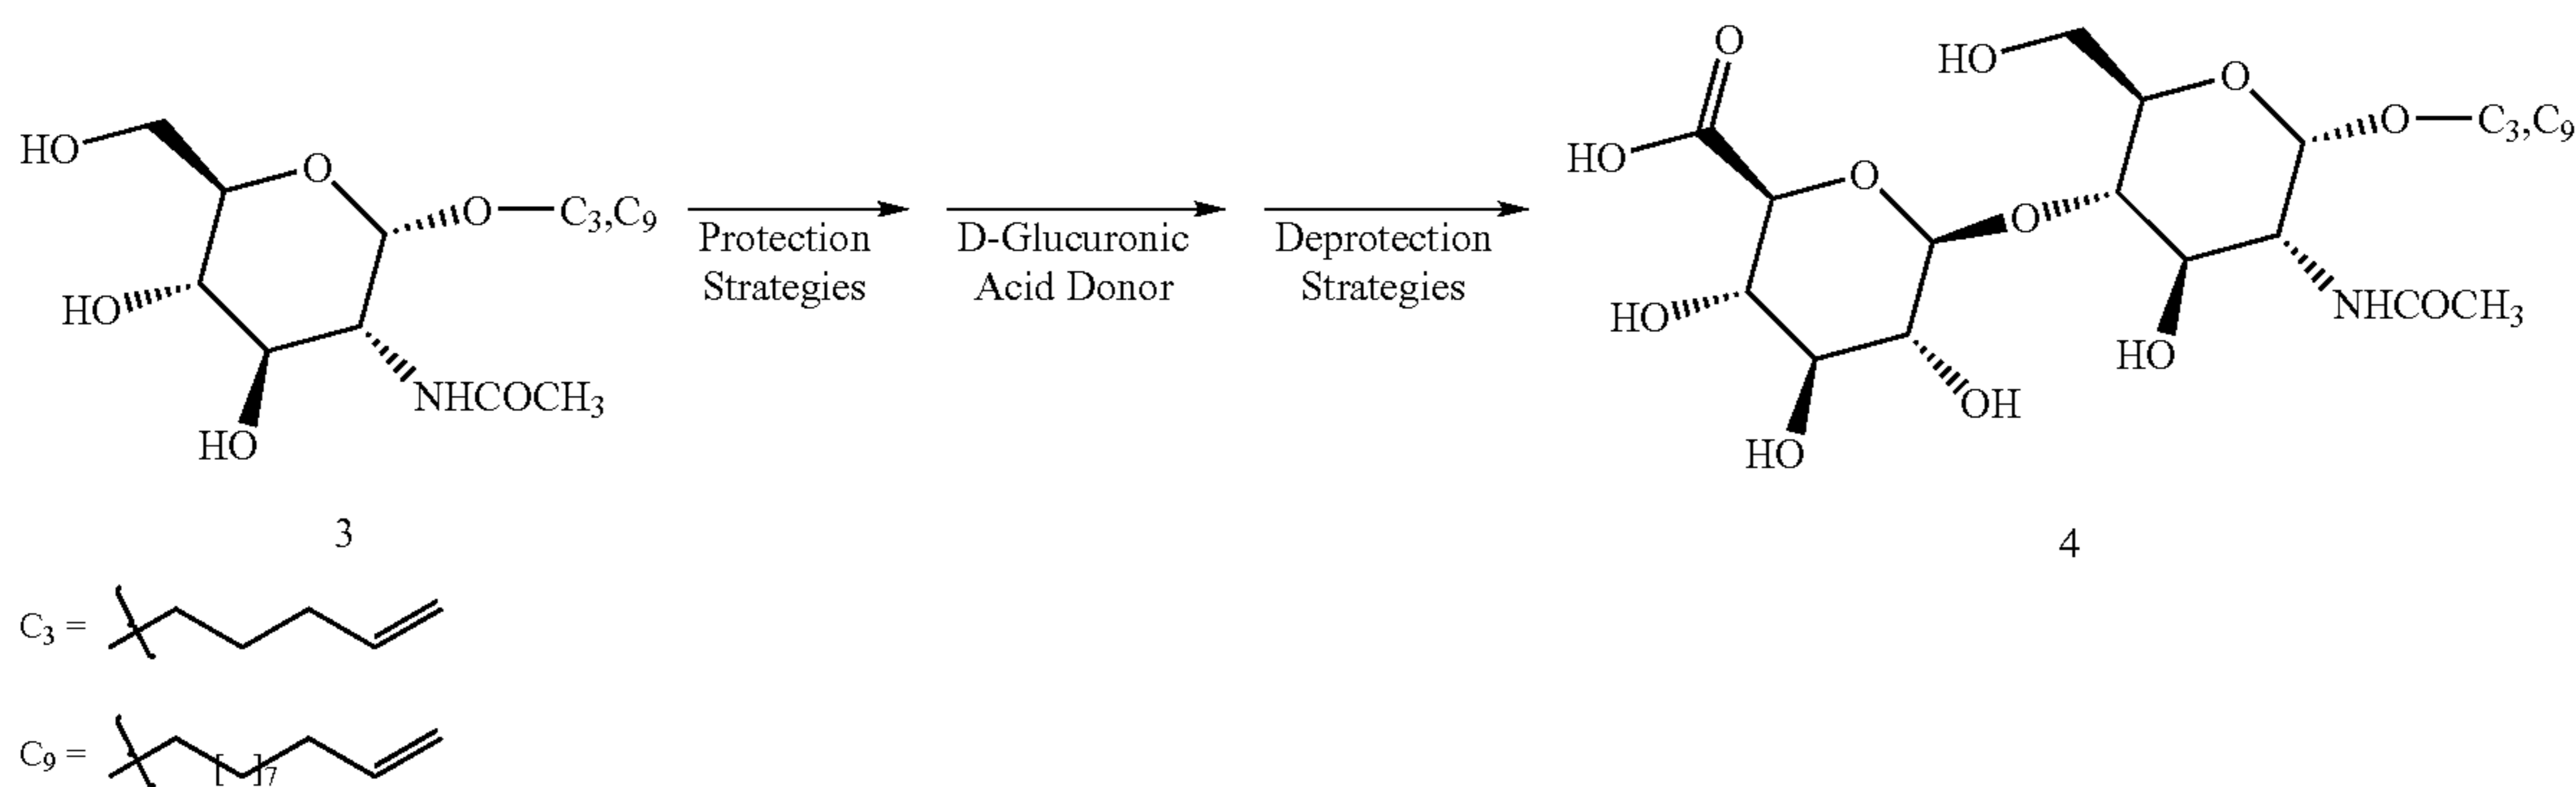 HO
O
O—C₃,C₉
HO
NHCOCH₃
HO
3
Protection
Strategies
D-Glucuronic
Acid Donor
Deprotection
Strategies
O
HO
O
HO
HO
OH
O
HO
O
O—C₃,C₉
NHCOCH₃
HO
4
C₃ =
C₉ =
[ ]₇